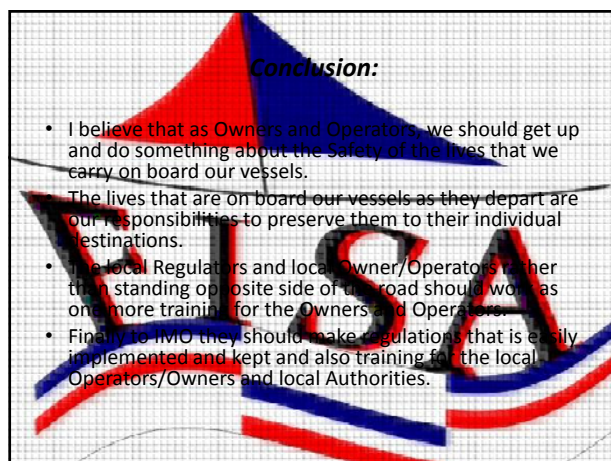 Conclusion:
• I believe that as Owners and Operators, we should get up
and do something about the Safety of the lives that we
carry on board our vessels.
• The lives that are on board our vessels as they depart are
our responsibilities to preserve them to their individual
destinations.
• The local Regulators and local Owner/Operators rather
than standing opposite side of the road should work as
one more training for the Owners and Operators.
• Finally to IMO they should make regulations that is easily
implemented and kept and also training for the local
Operators/Owners and local Authorities.
FISA